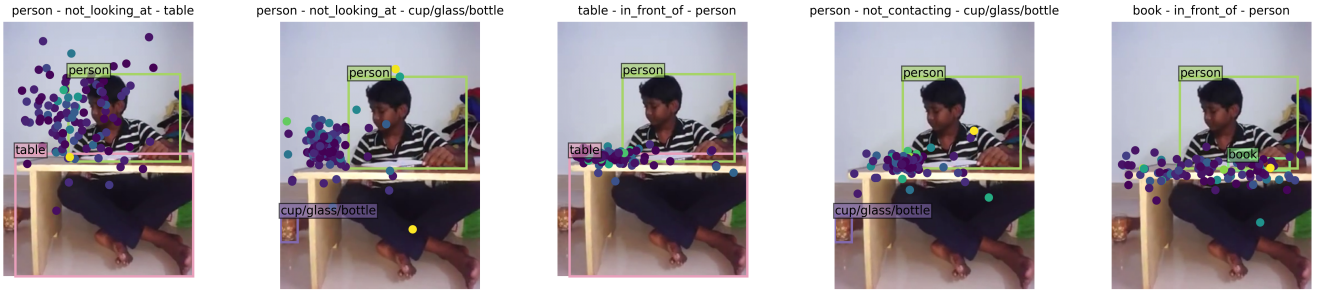 person - not_looking_at - table
person
table
person - not_looking_at - cup/glass/bottle
person
cup/glass/bottle
table - in_front_of - person
person
table
person - not_contacting - cup/glass/bottle
person
cup/glass/bottle
book - in_front_of - person
person
book